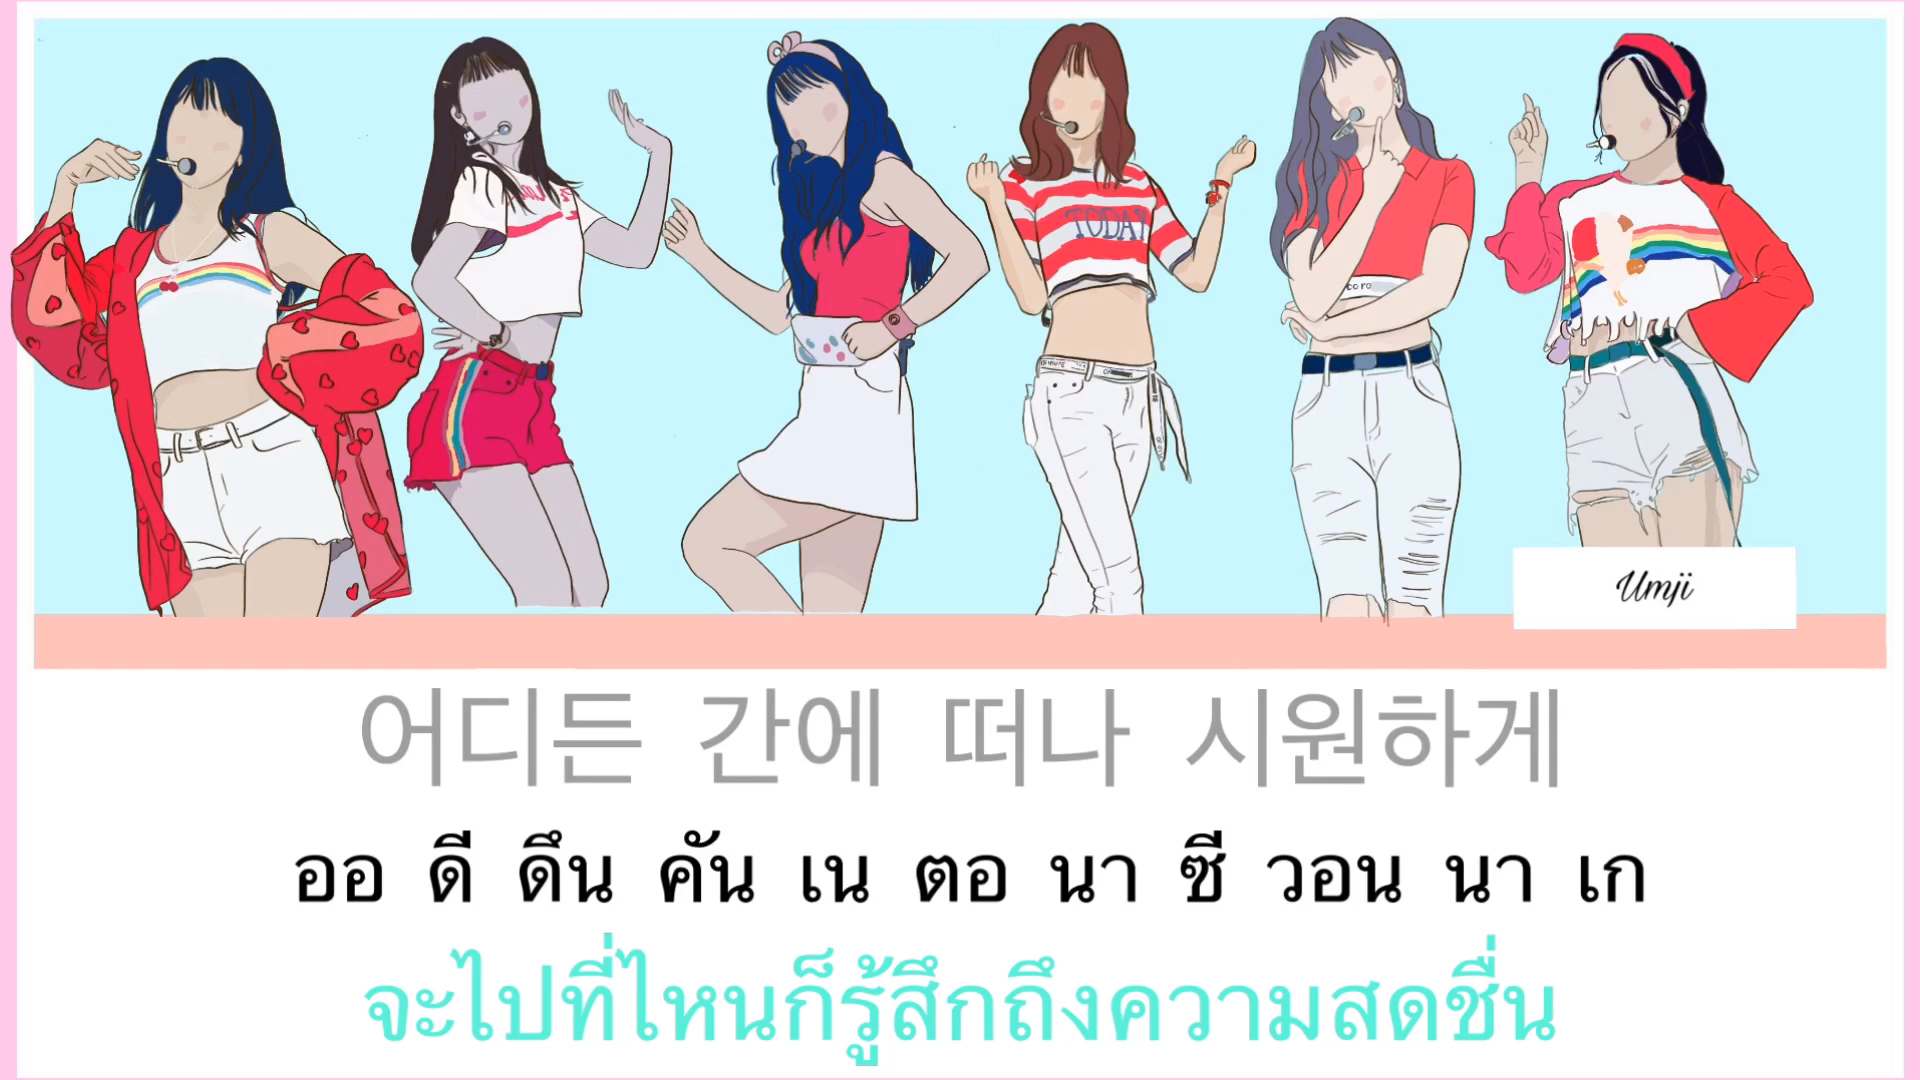 TODAY
coro
Umji
어디든 간에 떠나 시원하게
ออ ดี ดึน คัน เน ตอ นา ซี วอน นา เก
จะไปที่ไหนก็รู้สึกถึงความสดชื่น